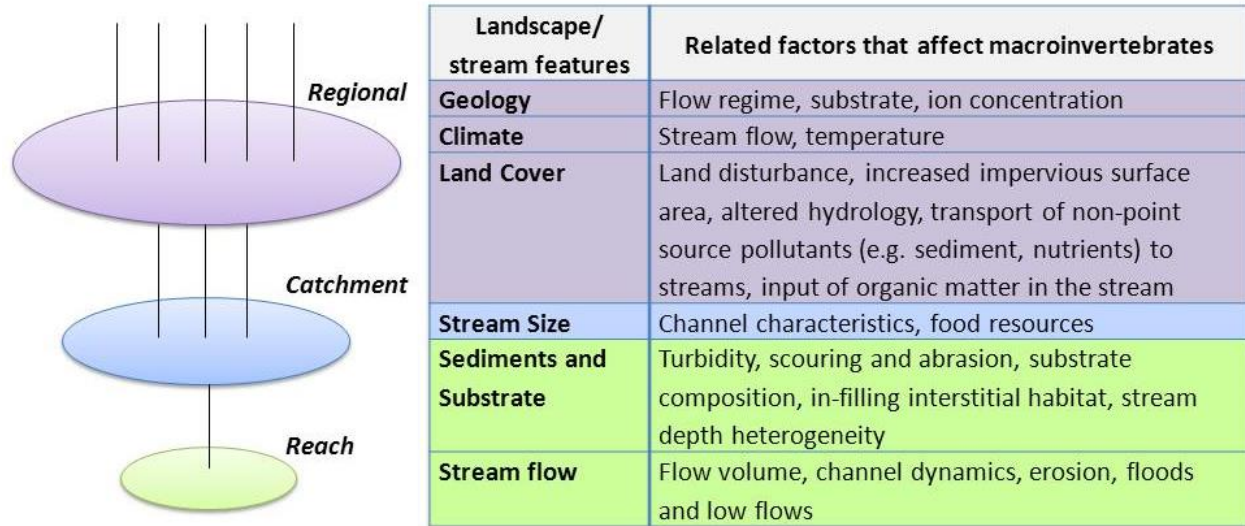 Regional
Catchment
Reach
Landscape/
stream features
Related factors that affect macroinvertebrates
Geology
Flow regime, substrate, ion concentration
Climate
Stream flow, temperature
Land Cover
Land disturbance, increased impervious surface
area, altered hydrology, transport of non-point
source pollutants (e.g. sediment, nutrients) to
streams, input of organic matter in the stream
Stream Size
Channel characteristics, food resources
Sediments and
Substrate
Turbidity, scouring and abrasion, substrate
composition, in-filling interstitial habitat, stream
depth heterogeneity
Stream flow
Flow volume, channel dynamics, erosion, floods
and low flows